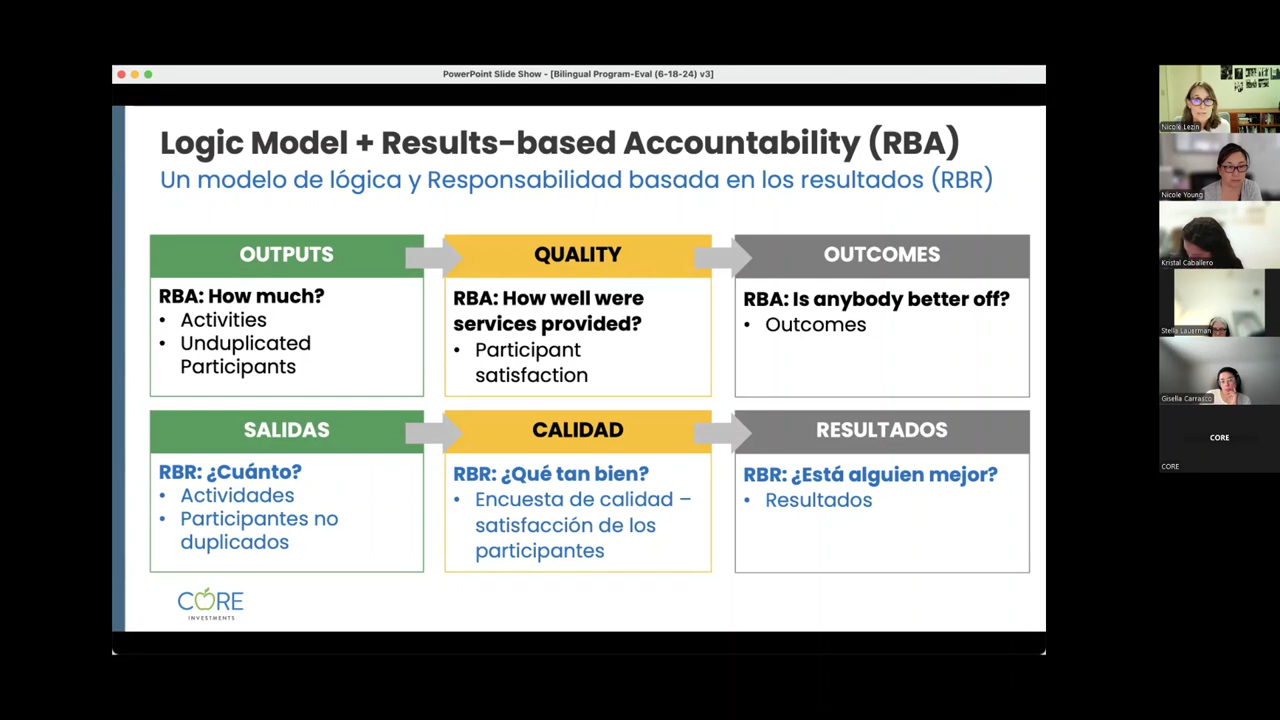 PowerPoint Slide Show - [Bilingual Program-Eval (6-18-24) v3]
Logic Model + Results-based Accountability (RBA)
Un modelo de lógica y Responsabilidad basada en los resultados (RBR)
OUTPUTS
RBA: How much?
• Activities
• Unduplicated
Participants
QUALITY
RBA: How well were
services provided?
• Participant
satisfaction
OUTCOMES
RBA: Is anybody better off?
• Outcomes
SALIDAS
RBR: ¿Cuánto?
• Actividades
• Participantes no
duplicados
CALIDAD
RBR: ¿Qué tan bien?
• Encuesta de calidad –
satisfacción de los
participantes
RESULTADOS
RBR: ¿Está alguien mejor?
• Resultados
CORE
INVESTMENTS
Nicole Lezin
Nicole Young
Kristal Caballero
Stella Lauerman
Gisella Carrasco
CORE
CORE